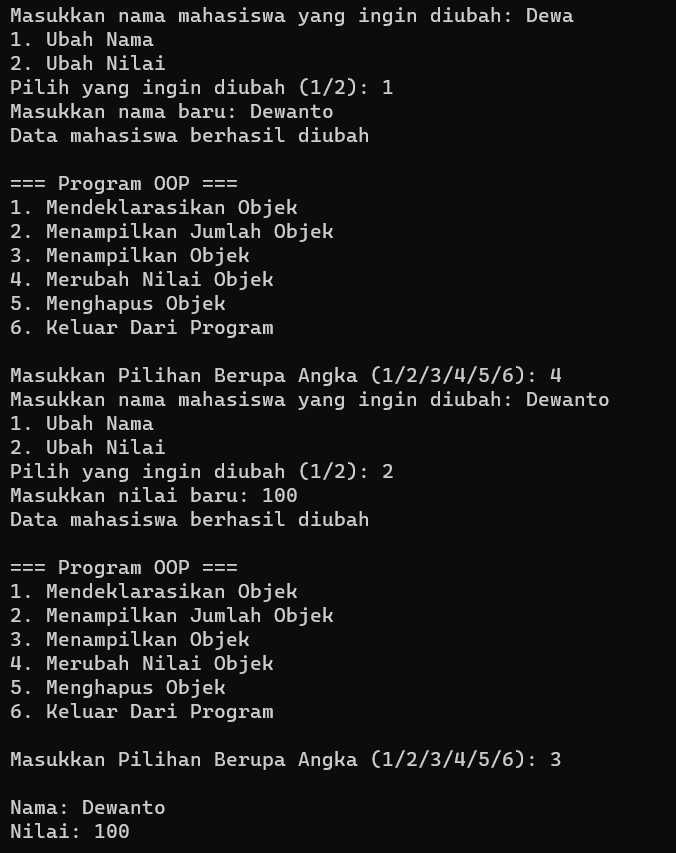 Masukkan nama mahasiswa yang ingin diubah: Dewa
1. Ubah Nama
2. Ubah Nilai
Pilih yang ingin diubah (1/2): 1
Masukkan nama baru: Dewanto
Data mahasiswa berhasil diubah
=== Program OOP ===
1. Mendeklarasikan Objek
2. Menampilkan Jumlah Objek
3. Menampilkan Objek
4. Merubah Nilai Objek
5. Menghapus Objek
6. Keluar Dari Program
Masukkan Pilihan Berupa Angka (1/2/3/4/5/6): 4
Masukkan nama mahasiswa yang ingin diubah: Dewanto
1. Ubah Nama
2. Ubah Nilai
Pilih yang ingin diubah (1/2): 2
Masukkan nilai baru: 100
Data mahasiswa berhasil diubah
=== Program OOP ===
1. Mendeklarasikan Objek
2. Menampilkan Jumlah Objek
3. Menampilkan Objek
4. Merubah Nilai Objek
5. Menghapus Objek
6. Keluar Dari Program
Masukkan Pilihan Berupa Angka (1/2/3/4/5/6): 3
Nama: Dewanto
Nilai: 100